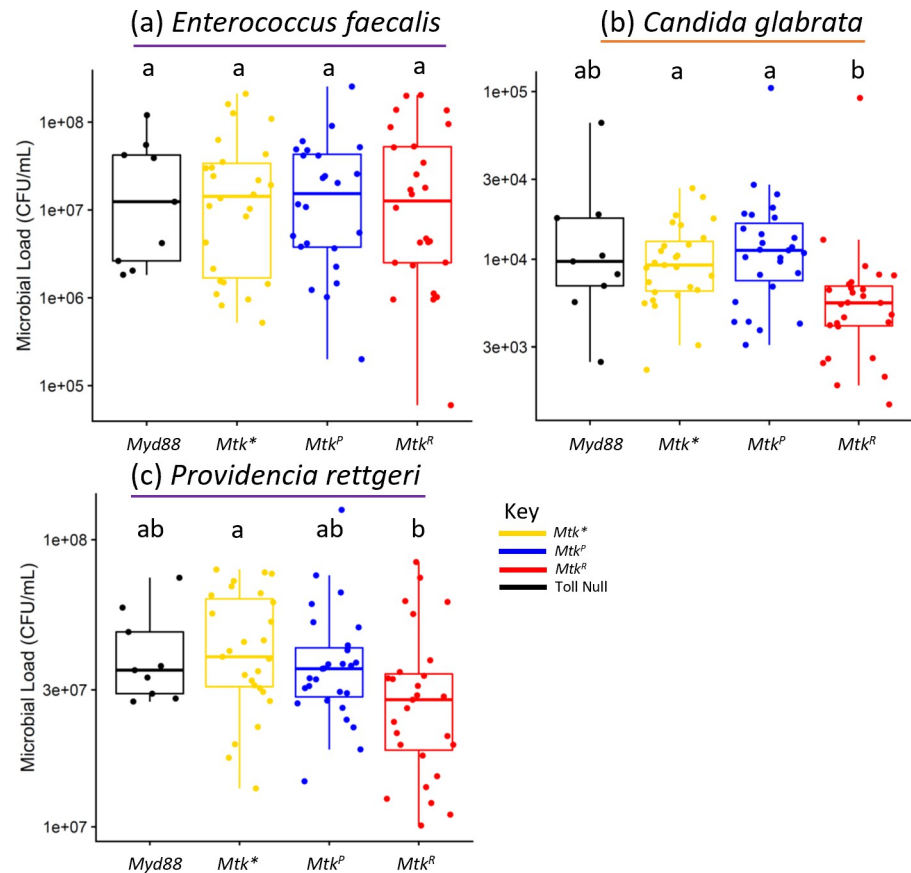 (a) Enterococcus faecalis
a a a a
Microbial Load (CFU/mL)
1e+08
1e+07
1e+06
1e+05
Myd88 Mtk* Mtkᴾ Mtkᴿ
(b) Candida glabrata
ab a a b
1e+05
3e+04
1e+04
3e+03
Myd88 Mtk* Mtkᴾ Mtkᴿ
(c) Providencia rettgeri
ab a ab b
Microbial Load (CFU/mL)
1e+08
3e+07
1e+07
Myd88 Mtk* Mtkᴾ Mtkᴿ
Key
Mtk*
Mtkᴾ
Mtkᴿ
Toll Null